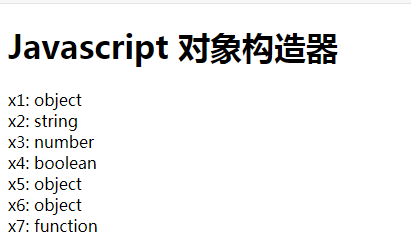 Javascript 对象构造器
x1: object
x2: string
x3: number
x4: boolean
x5: object
x6: object
x7: function